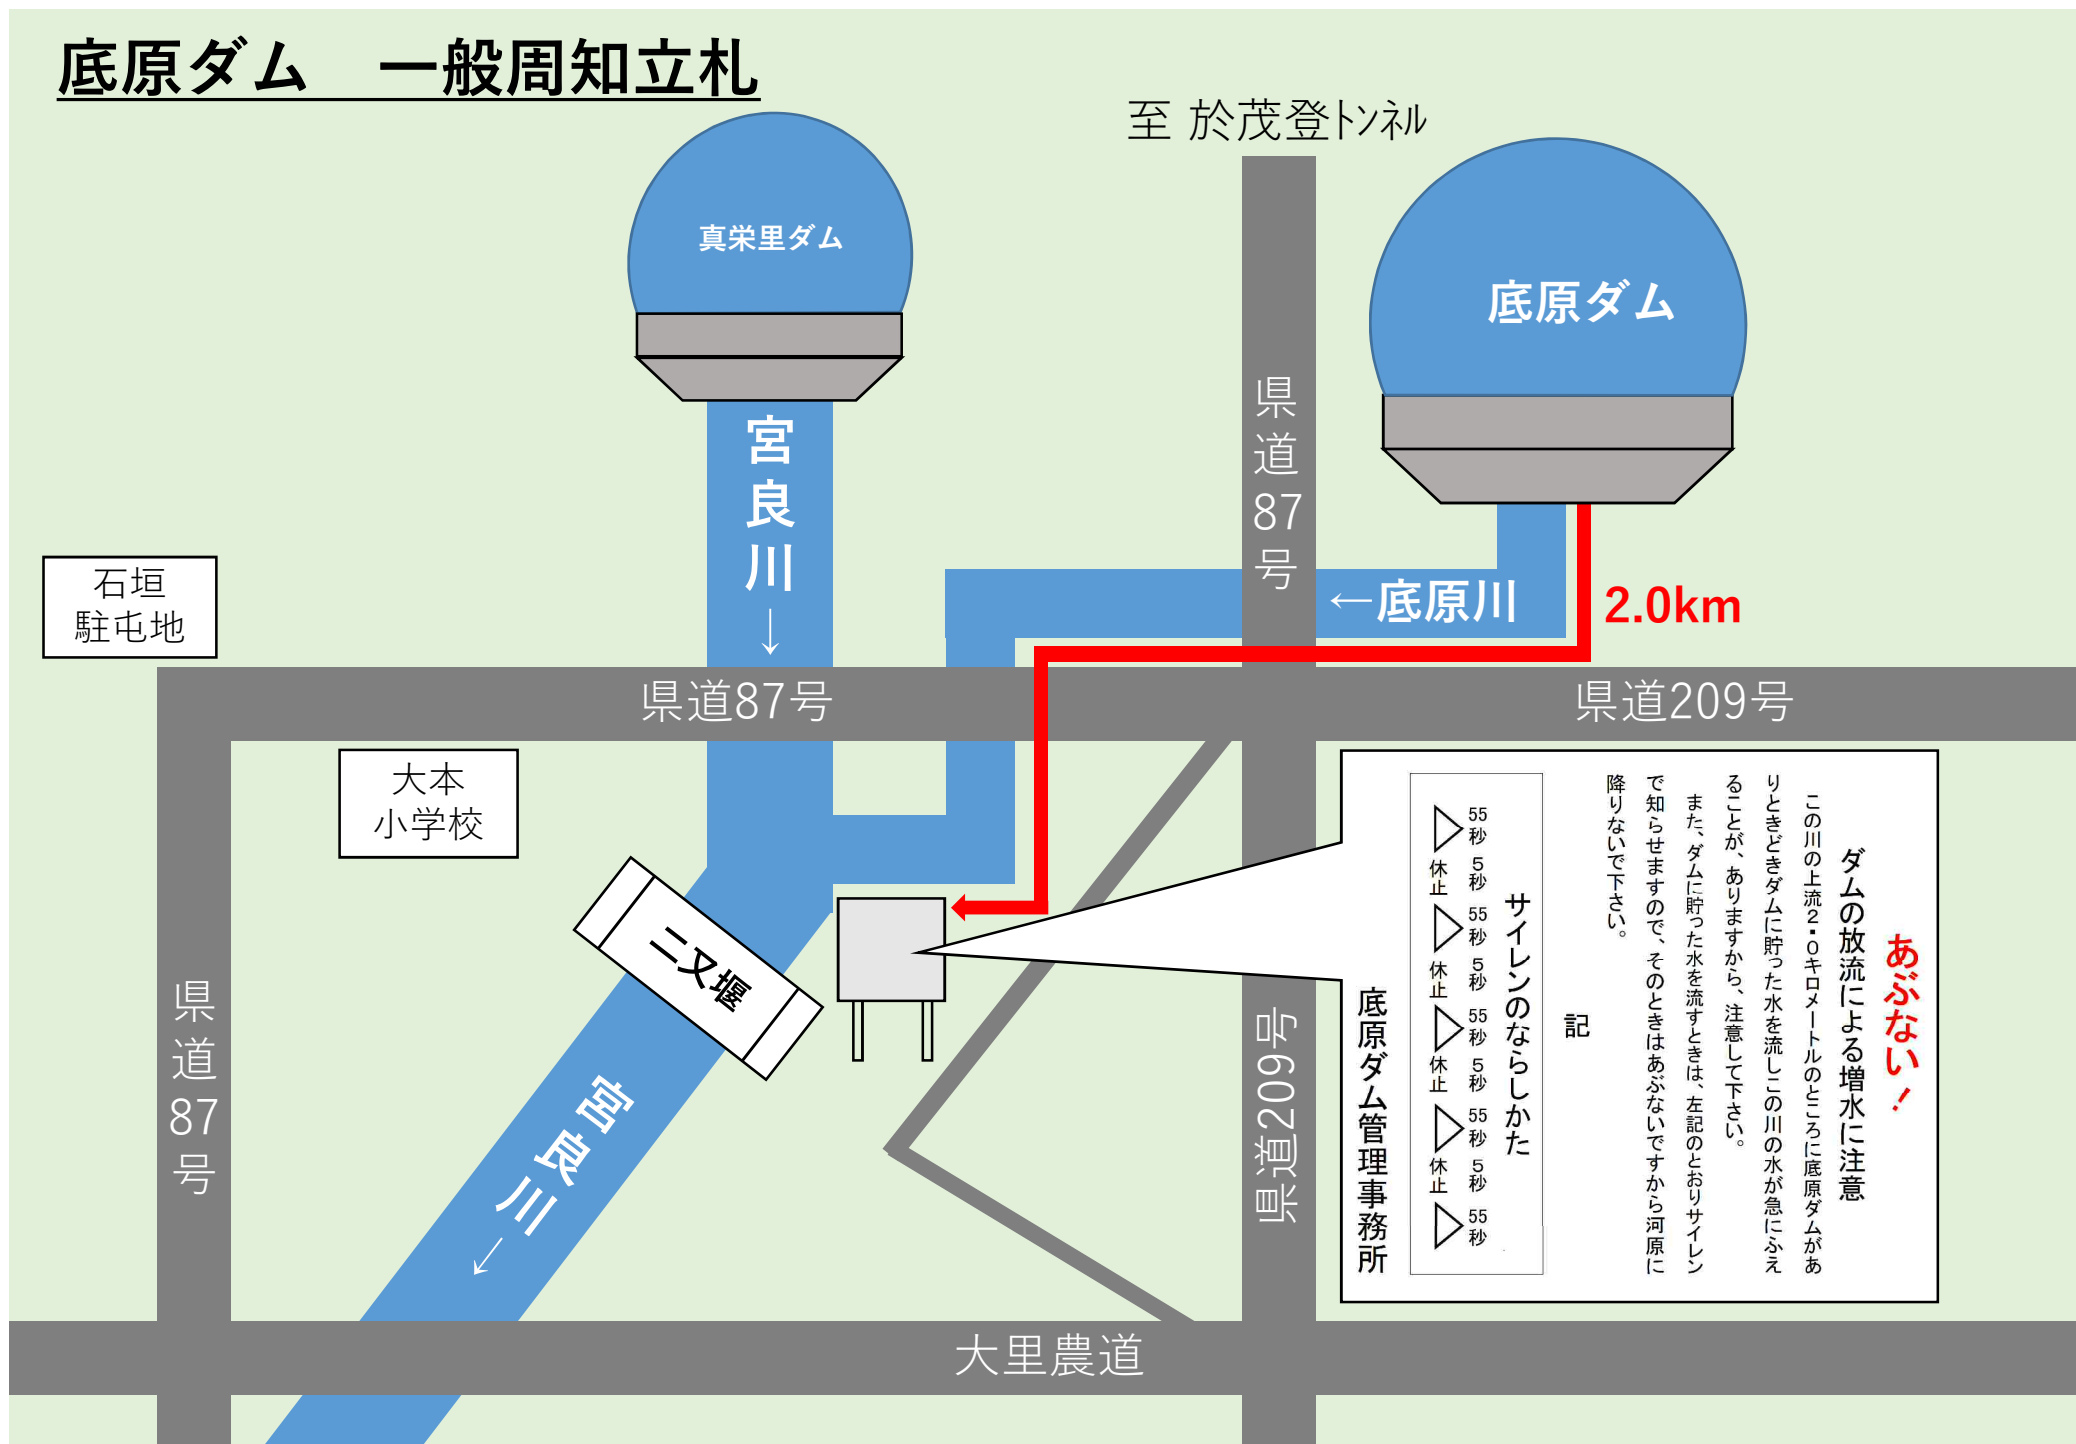 底原ダム　一般周知立札
至 於茂登トンネル
真栄里ダム
底原ダム
宮良川↓
県道87号
←底原川
2.0km
石垣
駐屯地
県道87号
県道209号
大本
小学校
二又堰
宮良川←
県道87号
県道209号
大里農道
あぶない！
ダムの放流による増水に注意
この川の上流２・０キロメートルのところに底原ダムがあ
りときどきダムに貯った水を流しこの川の水が急にふえ
ることが、ありますから、注意して下さい。
また、ダムに貯った水を流すときは、左記のとおりサイレン
で知らせますので、そのときはあぶないですから河原に
降りないで下さい。
記
サイレンのならしかた
55秒 5秒 55秒 5秒 55秒 5秒 55秒 5秒 55秒
休止 休止 休止 休止
底原ダム管理事務所